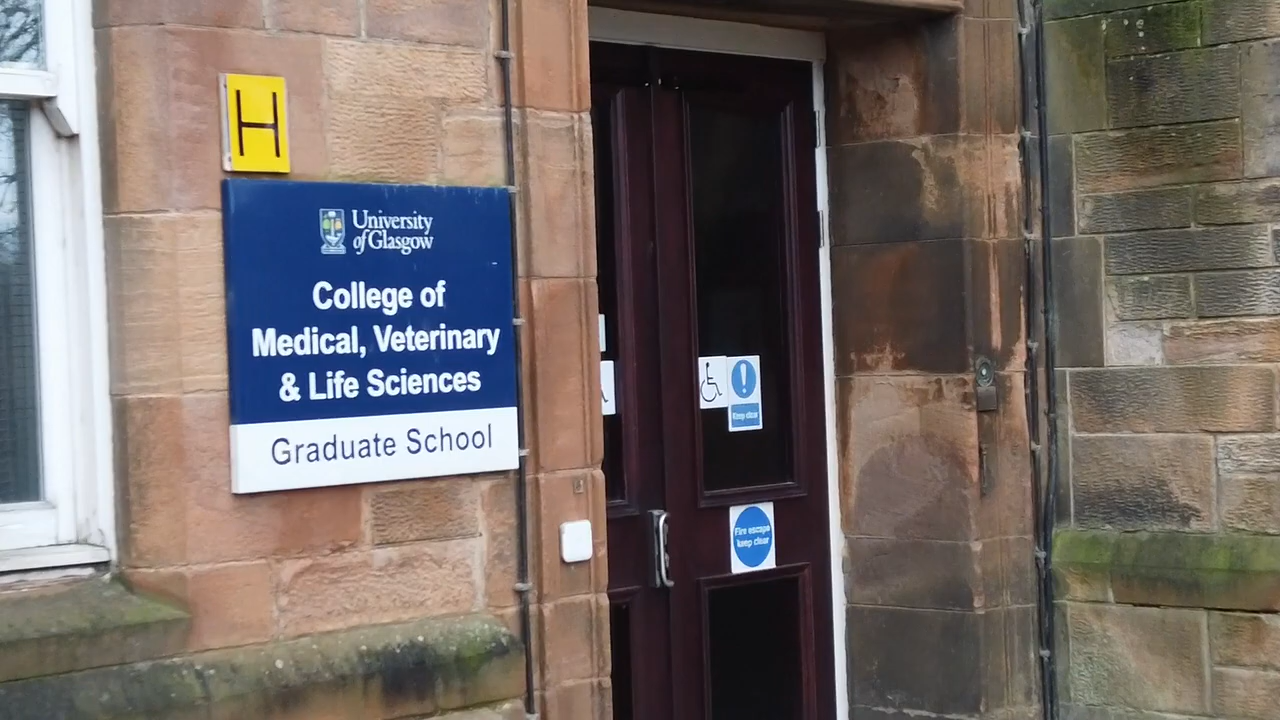 H
University
of Glasgow
College of
Medical, Veterinary
& Life Sciences
Graduate School
!
Keep clear
Fire escape
keep clear